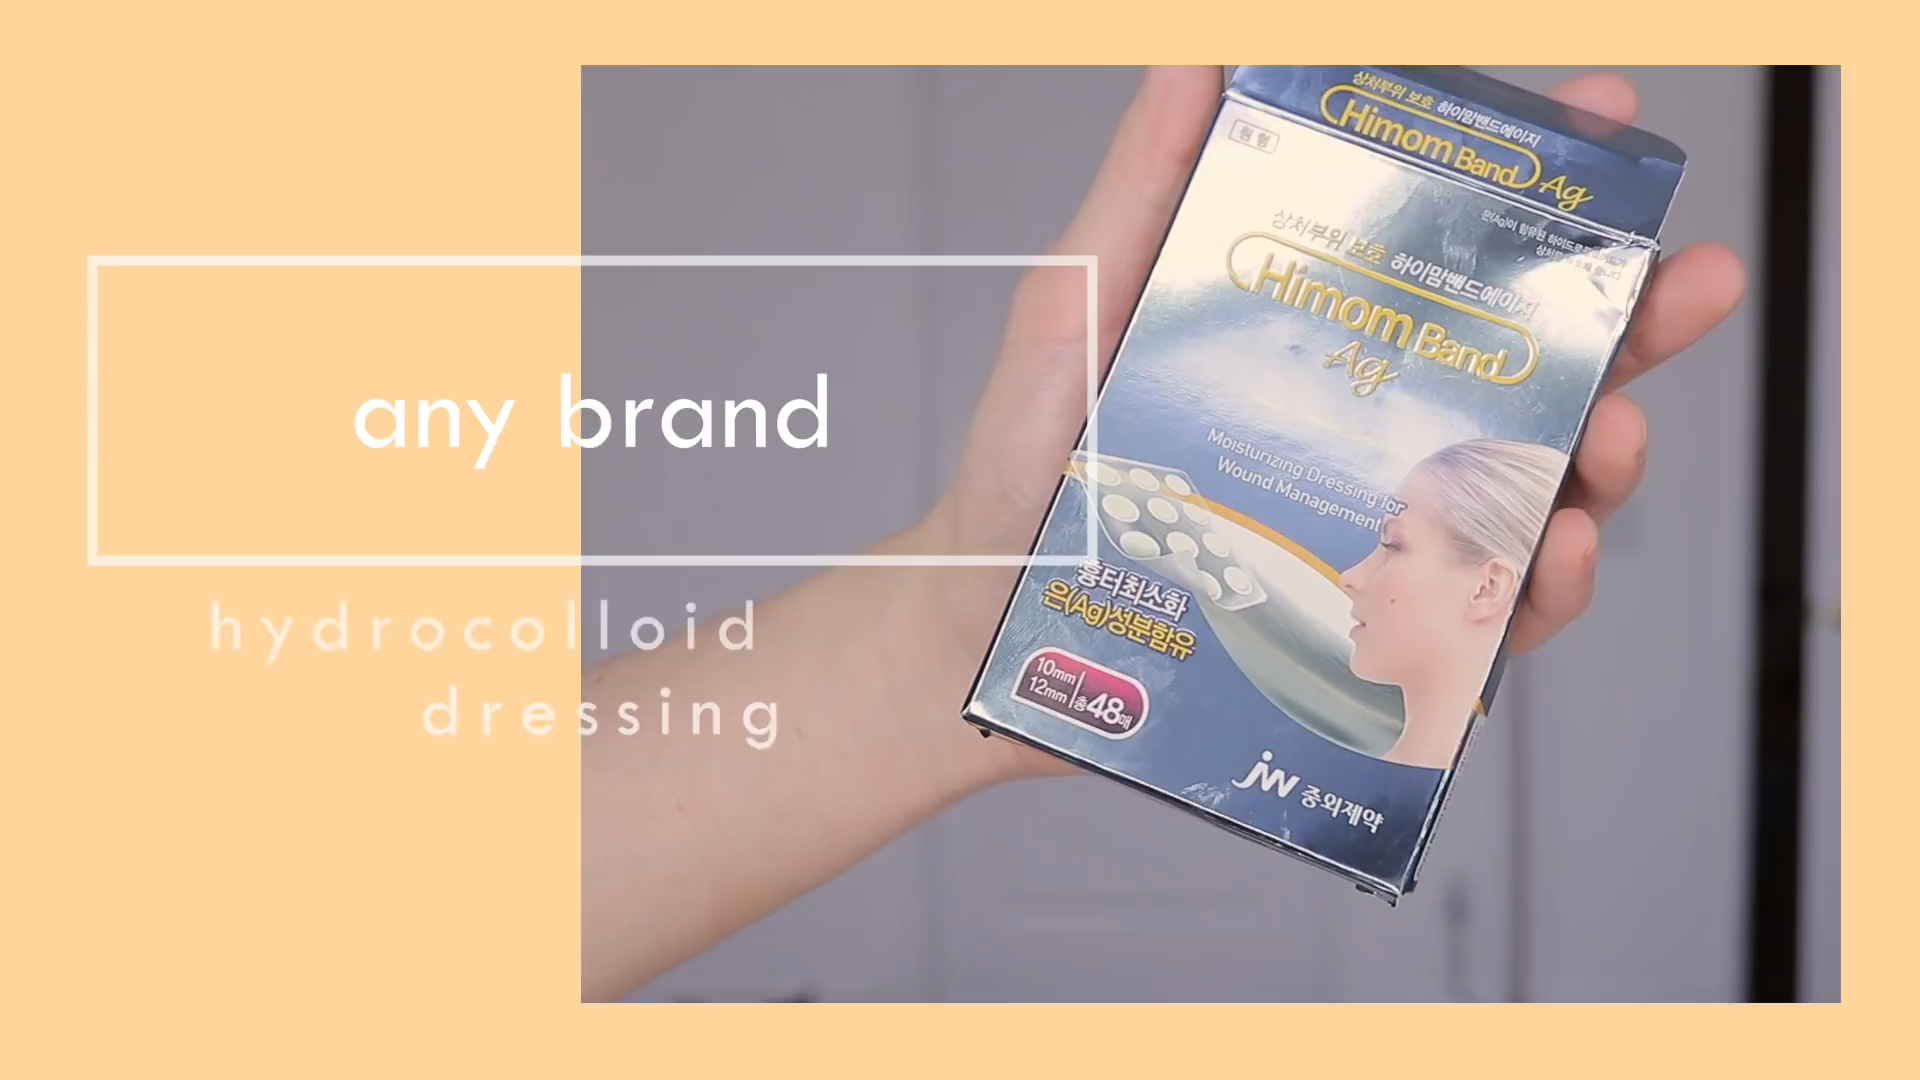 any brand
hydrocolloid
dressing
상처부위 보호 하이맘밴드에이지
Himom Band Ag
원형
상처부위 보호 하이맘밴드에이지
Himom Band
Ag
Moisturizing Dressing for
Wound Management
흉터최소화
은(Ag)성분함유
10mm
12mm
총48매
jw 중외제약